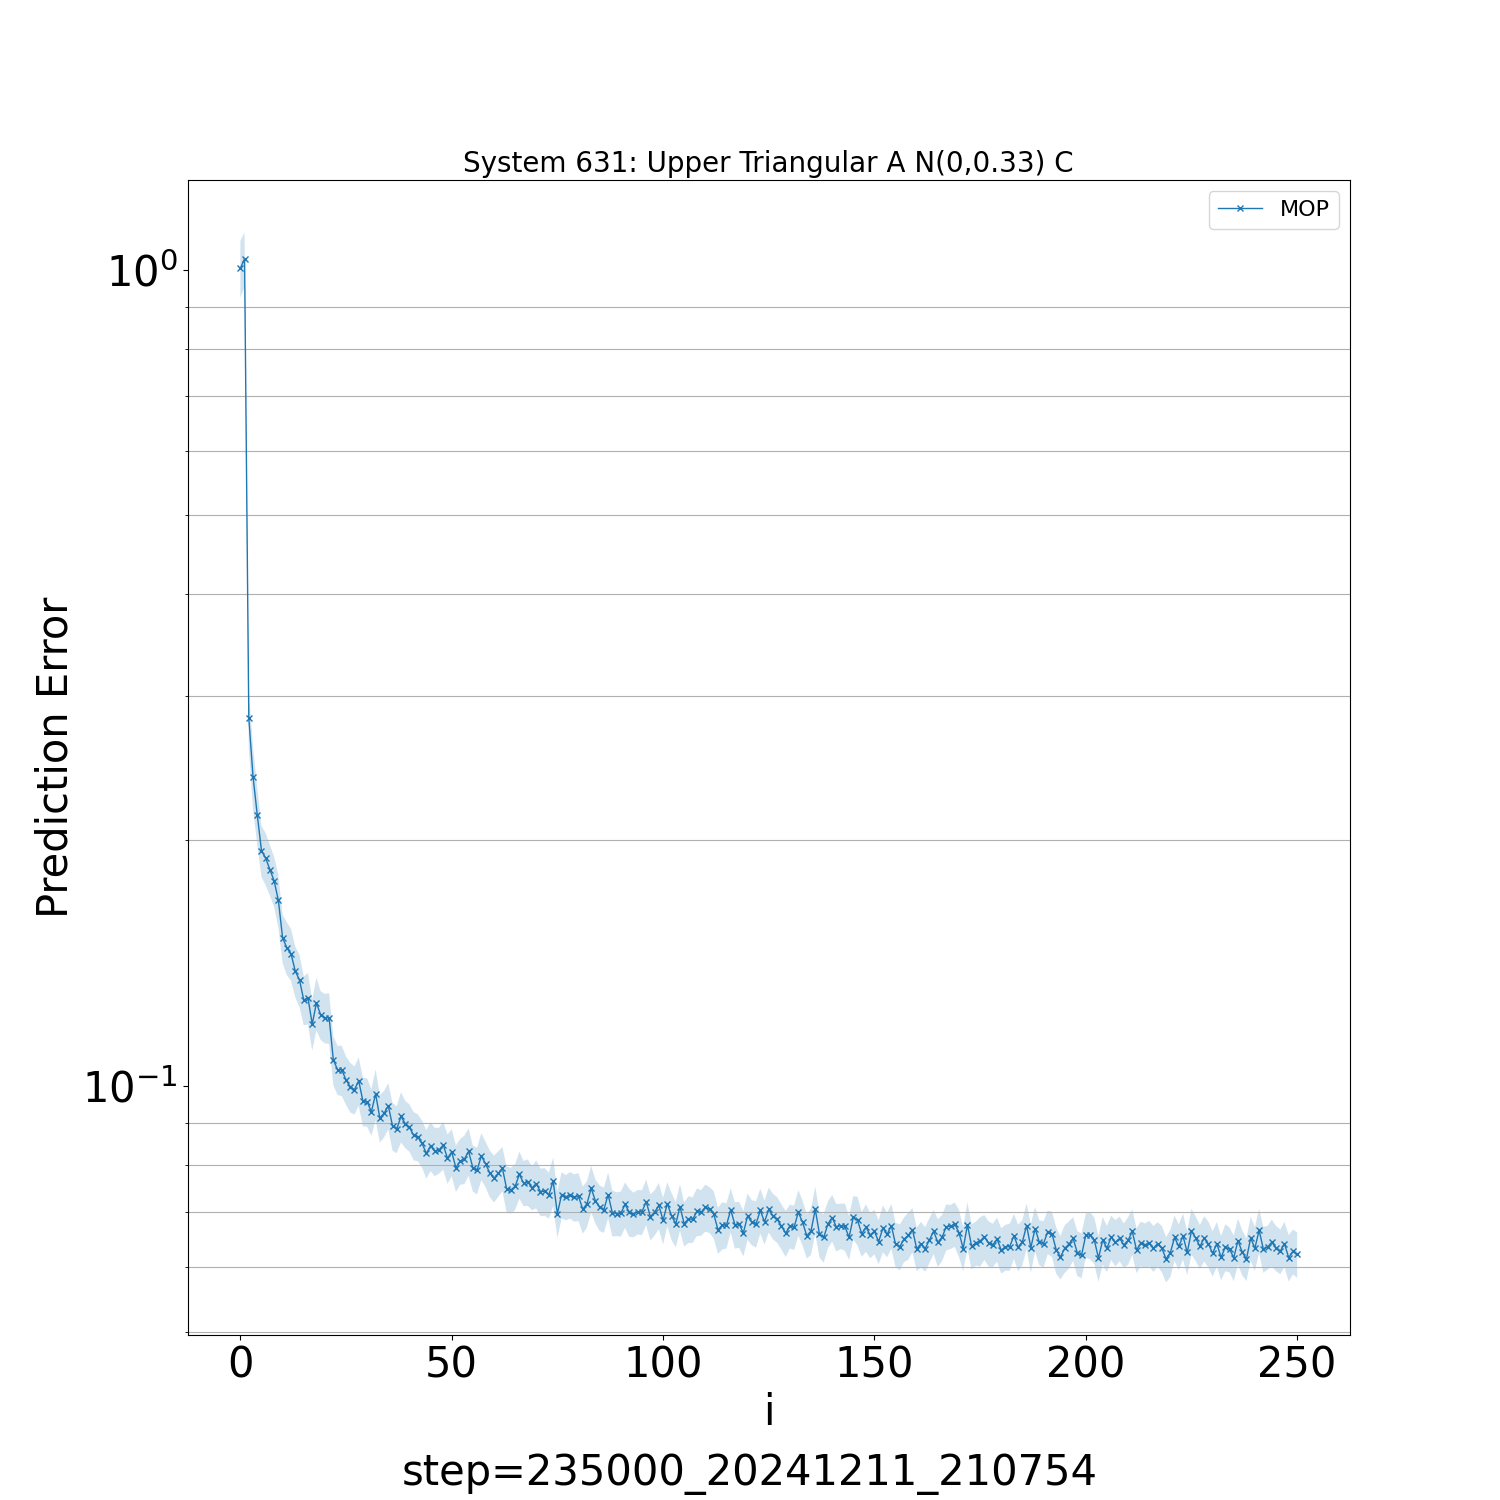 System 631: Upper Triangular A N(0,0.33) C
MOP
Prediction Error
10⁰
10⁻¹
0 50 100 150 200 250
i
step=235000_20241211_210754